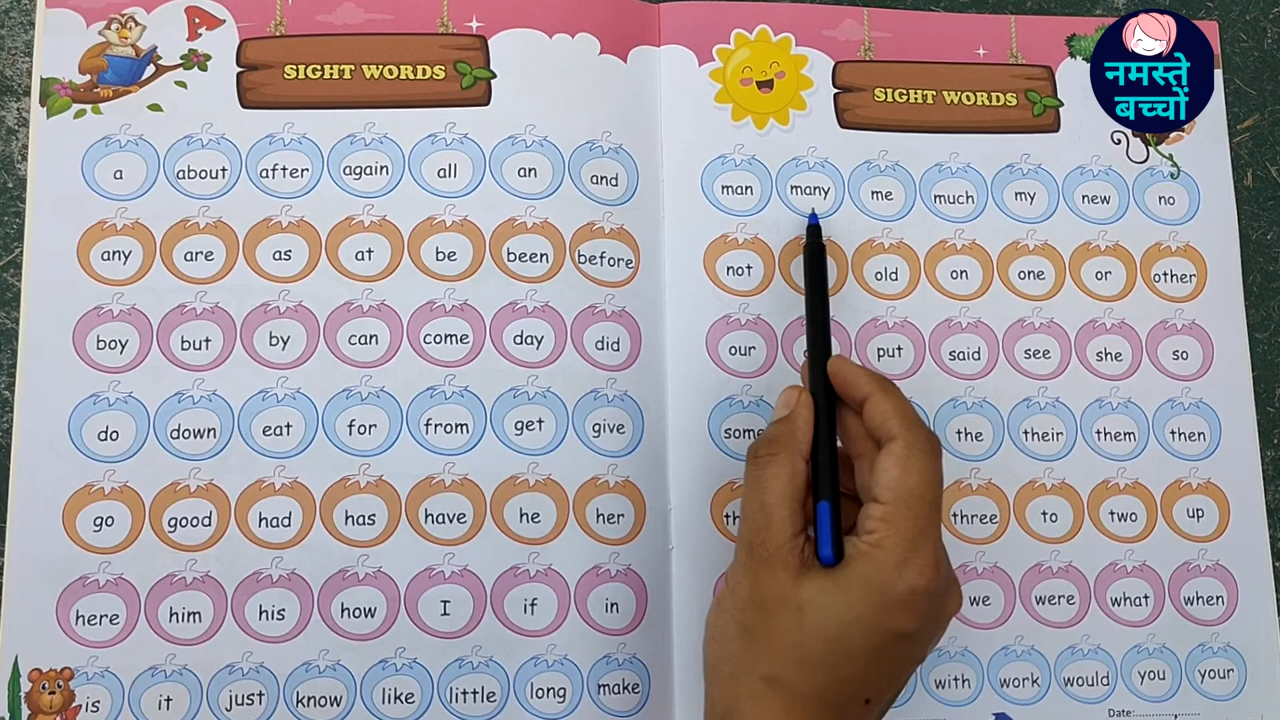 A
SIGHT WORDS
a about after again all an and
any are as at be been before
boy but by can come day did
do down eat for from get give
go good had has have he her
here him his how I if in
is it just know like little long make
SIGHT WORDS
नमस्ते
बच्चों
man many me much my new no
not old on one or other
our put said see she so
some the their them then
three to two up
we were what when
with work would you your
Date: